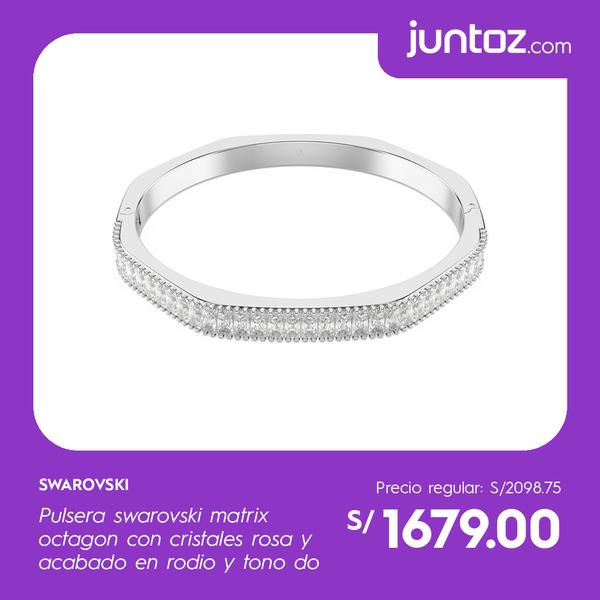 juntoz.com
SWAROVSKI
Pulsera swarovski matrix
octagon con cristales rosa y
acabado en rodio y tono do
Precio regular: S/2098.75
S/1679.00